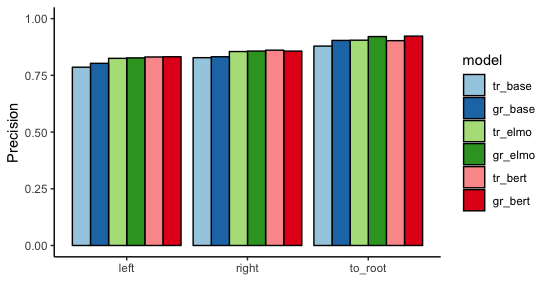 1.00
0.75
0.50
0.25
0.00
Precision
left right to_root
model
tr_base
gr_base
tr_elmo
gr_elmo
tr_bert
gr_bert